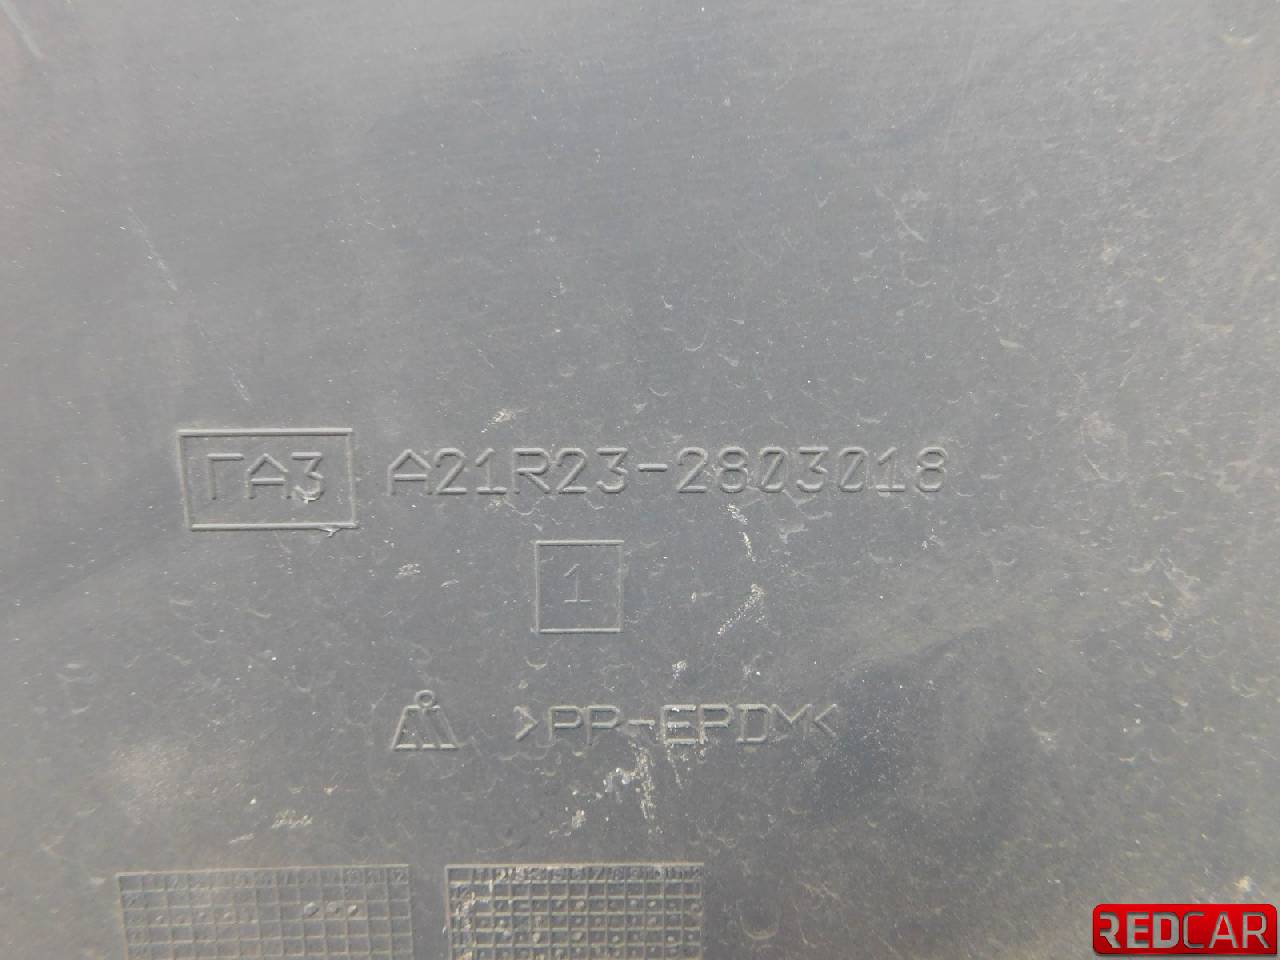 ГАЗ A21R23-2803018
1
>PP-EPDM<
REDCAR